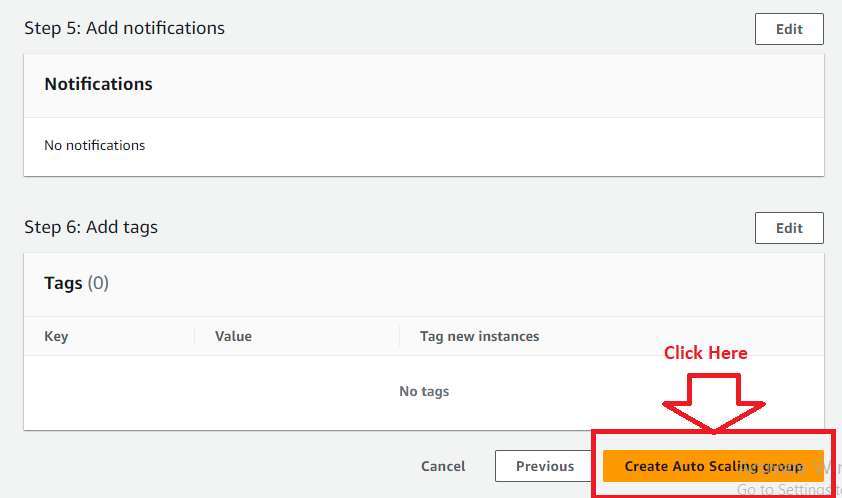 Step 5: Add notifications
Edit
Notifications
No notifications
Step 6: Add tags
Edit
Tags (0)
Key Value Tag new instances
Click Here
No tags
Cancel Previous Create Auto Scaling group
Go to Settings